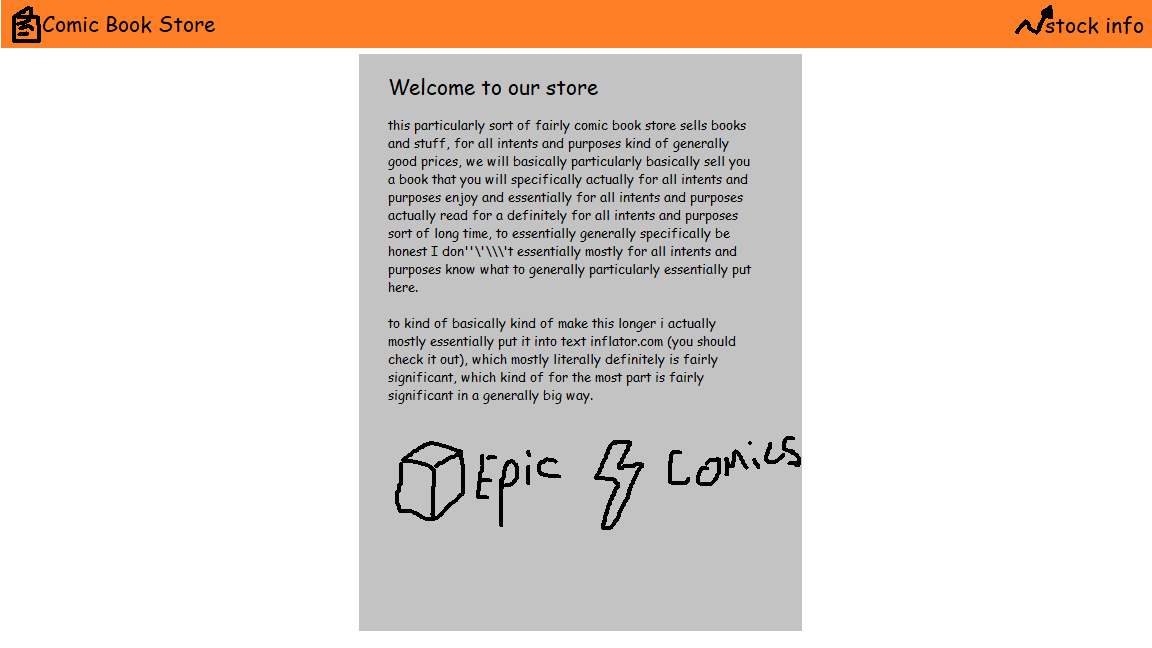 Comic Book Store
stock info
Welcome to our store
this particularly sort of fairly comic book store sells books
and stuff, for all intents and purposes kind of generally
good prices, we will basically particularly basically sell you
a book that you will specifically actually for all intents and
purposes enjoy and essentially for all intents and purposes
actually read for a definitely for all intents and purposes
sort of long time, to essentially generally specifically be
honest I don''\'\\\'t essentially mostly for all intents and
purposes know what to generally particularly essentially put
here.
to kind of basically kind of make this longer i actually
mostly essentially put it into text inflator.com (you should
check it out), which mostly literally definitely is fairly
significant, which kind of for the most part is fairly
significant in a generally big way.
Epic Comics